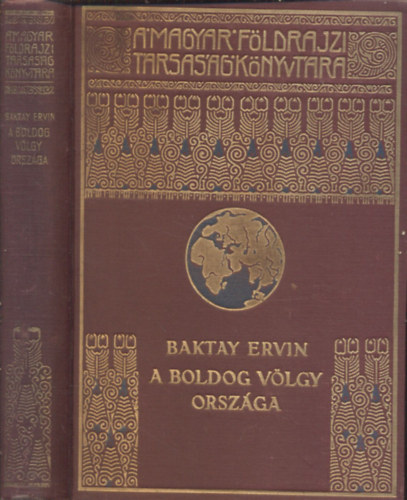 A MAGYAR FÖLDRAJZI
TÁRSASÁG KÖNYVTÁRA
BAKTAY ERVIN
A BOLDOG VÖLGY
ORSZÁGA
A MAGYAR
FÖLDRAJZI
TÁRSASÁG
KÖNYVTÁRA
BAKTAY ERVIN
A BOLDOG
VÖLGY
ORSZÁGA